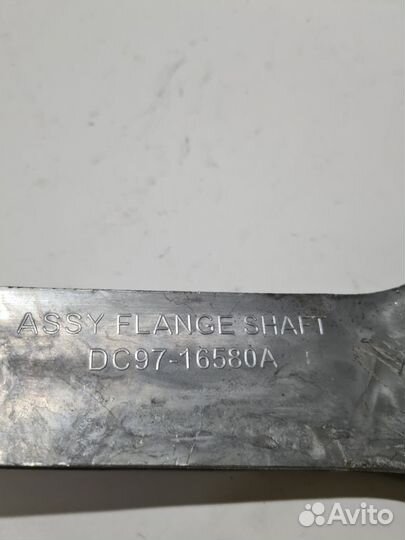 ASSY FLANGE SHAFT
DC97-16580A
Avito